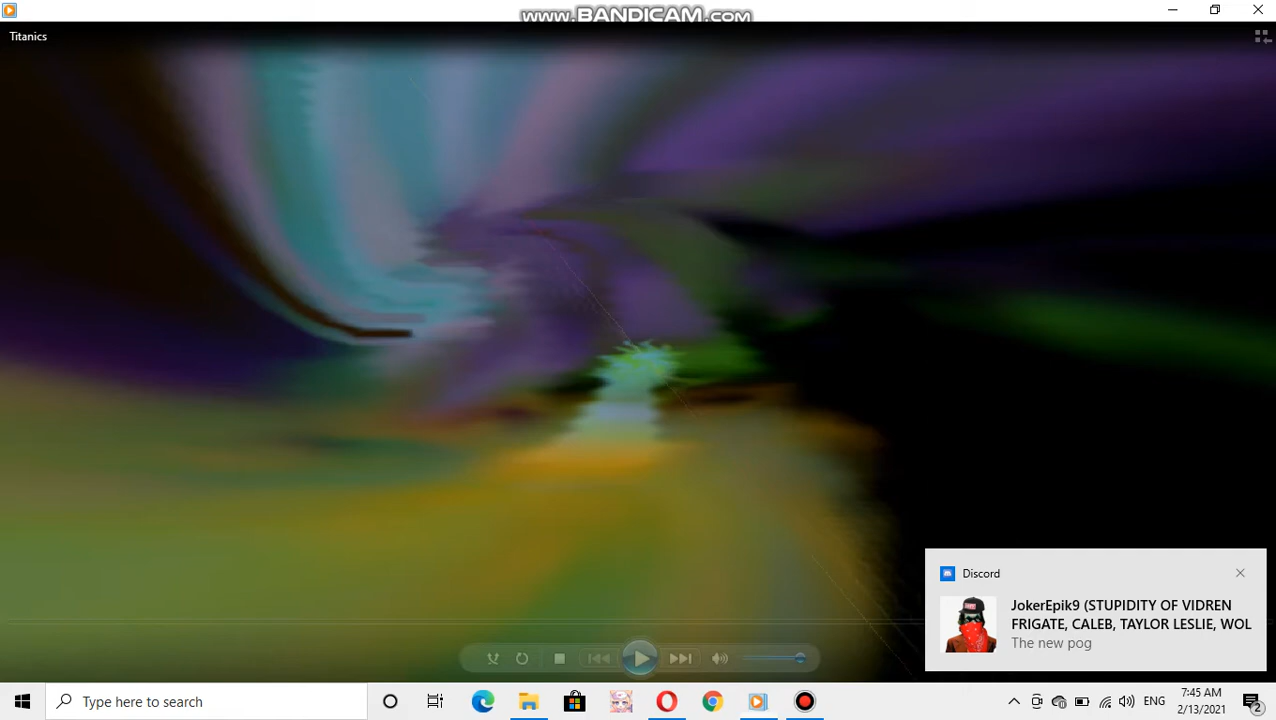 www.BANDICAM.com
Titanics
Discord
JokerEpik9 (STUPIDITY OF VIDREN
FRIGATE, CALEB, TAYLOR LESLIE, WOL
The new pog
Type here to search
ENG
7:45 AM
2/13/2021
2